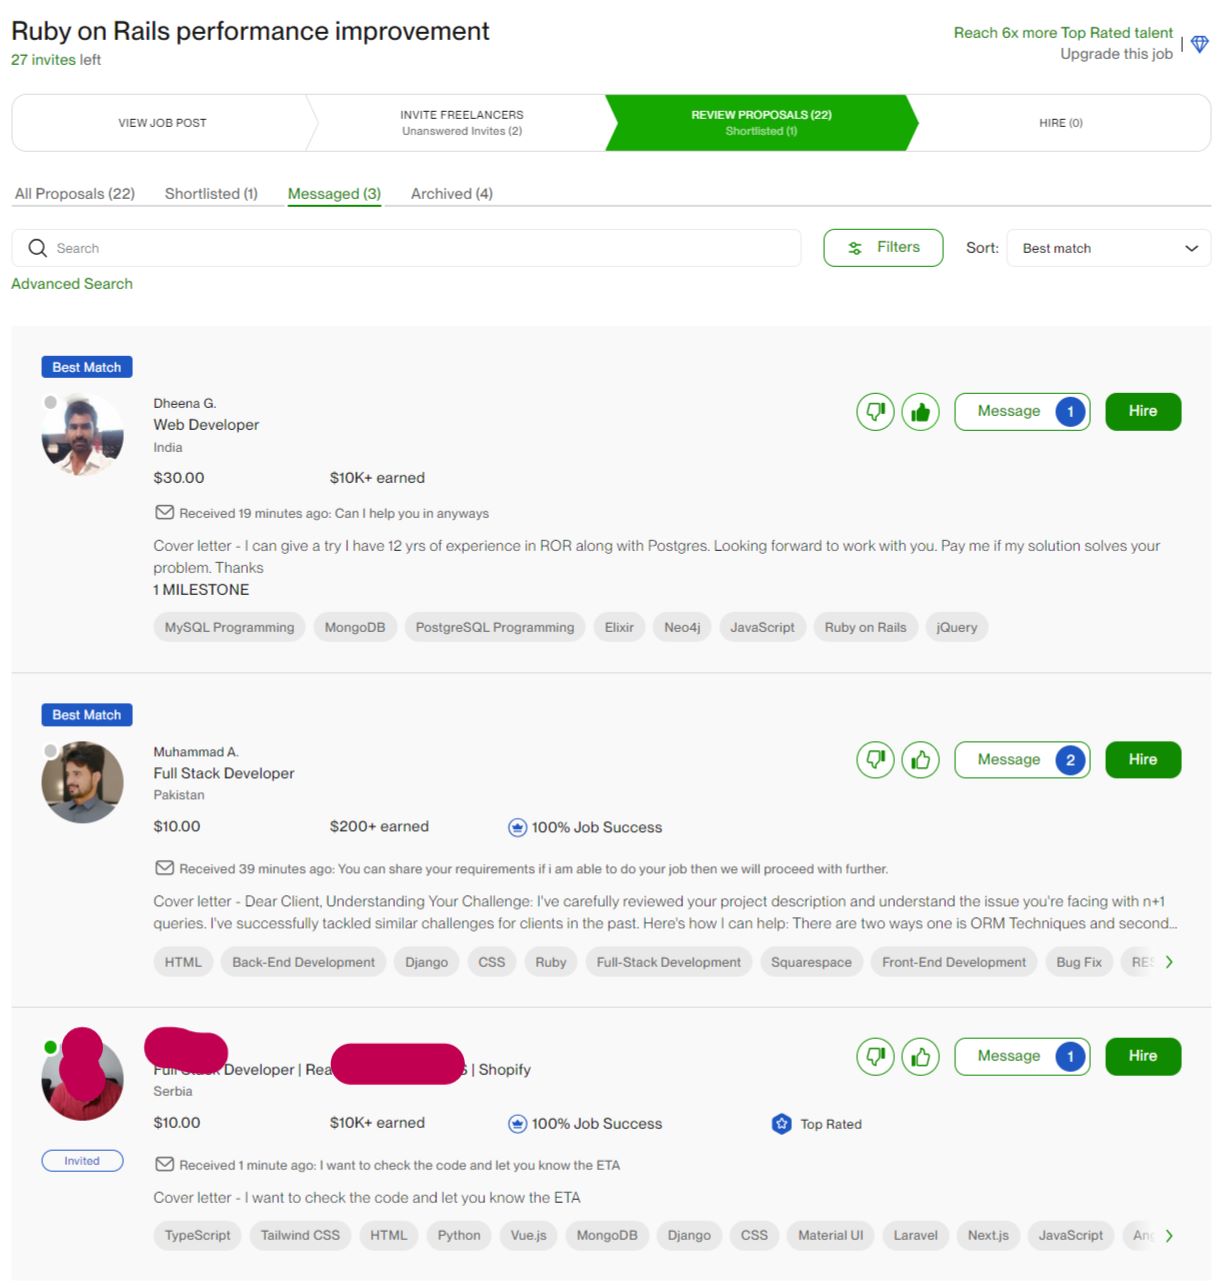 Ruby on Rails performance improvement
27 invites left
Reach 6x more Top Rated talent
Upgrade this job
VIEW JOB POST
INVITE FREELANCERS
Unanswered Invites (2)
REVIEW PROPOSALS (22)
Shortlisted (1)
HIRE (0)
All Proposals (22)
Shortlisted (1)
Messaged (3)
Archived (4)
Search
Filters
Sort:
Best match
Advanced Search
Best Match
Dheena G.
Web Developer
India
Message 1
Hire
$30.00
$10K+ earned
Received 19 minutes ago: Can I help you in anyways
Cover letter - I can give a try I have 12 yrs of experience in ROR along with Postgres. Looking forward to work with you. Pay me if my solution solves your
problem. Thanks
1 MILESTONE
MySQL Programming
MongoDB
PostgreSQL Programming
Elixir
Neo4j
JavaScript
Ruby on Rails
jQuery
Best Match
Muhammad A.
Full Stack Developer
Pakistan
Message 2
Hire
$10.00
$200+ earned
100% Job Success
Received 39 minutes ago: You can share your requirements if i am able to do your job then we will proceed with further.
Cover letter - Dear Client, Understanding Your Challenge: I've carefully reviewed your project description and understand the issue you're facing with n+1
queries. I've successfully tackled similar challenges for clients in the past. Here's how I can help: There are two ways one is ORM Techniques and second...
HTML
Back-End Development
Django
CSS
Ruby
Full-Stack Development
Squarespace
Front-End Development
Bug Fix
Developer |
| Shopify
Serbia
Message 1
Hire
$10.00
$10K+ earned
100% Job Success
Top Rated
Invited
Received 1 minute ago: I want to check the code and let you know the ETA
Cover letter - I want to check the code and let you know the ETA
TypeScript
Tailwind CSS
HTML
Python
Vue.js
MongoDB
Django
CSS
Material UI
Laravel
Next.js
JavaScript